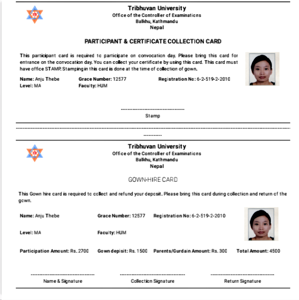 Tribhuvan University
Office of the Controller of Examinations
Balkhu, Kathmandu
Nepal
PARTICIPANT & CERTIFICATE COLLECTION CARD
This participant card is required to participate on convocation day. Please bring this card for
entrance on the convocation day. You can collect your certificate by using this card. This card must
have office STAMP. Stamping in this card is done at the time of collection of gown.
Name: Anju Thebe Grace Number: 12577 Registration No: 6-2-519-2-2010
Level: MA Faculty: HUM
Stamp
Tribhuvan University
Office of the Controller of Examinations
Balkhu, Kathmandu
Nepal
GOWN-HIRE CARD
This Gown hire card is required to collect and refund your deposit. Please bring this card during collection and return of the
gown.
Name: Anju Thebe Grace Number: 12577 Registration No: 6-2-519-2-2010
Level: MA Faculty: HUM
Participation Amount: Rs. 2700 Gown deposit: Rs. 1500 Parents/Gurdain Amount: Rs. 300 Total Amount: 4500
Name & Signature Collection Signature Return Signature